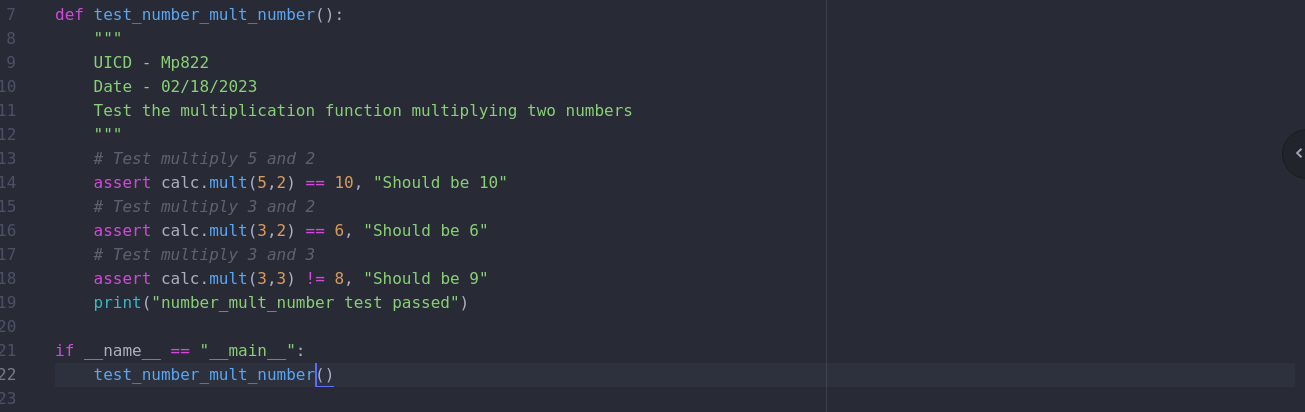 7 def test_number_mult_number():
8     """
9     UICD - Mp822
10     Date - 02/18/2023
11     Test the multiplication function multiplying two numbers
12     """
13     # Test multiply 5 and 2
14     assert calc.mult(5,2) == 10, "Should be 10"
15     # Test multiply 3 and 2
16     assert calc.mult(3,2) == 6, "Should be 6"
17     # Test multiply 3 and 3
18     assert calc.mult(3,3) != 8, "Should be 9"
19     print("number_mult_number test passed")
20
21 if __name__ == "__main__":
22     test_number_mult_number()
23